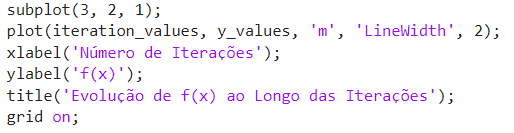 subplot(3, 2, 1);
plot(iteration_values, y_values, 'm', 'LineWidth', 2);
xlabel('Número de Iterações');
ylabel('f(x)');
title('Evolução de f(x) ao Longo das Iterações');
grid on;